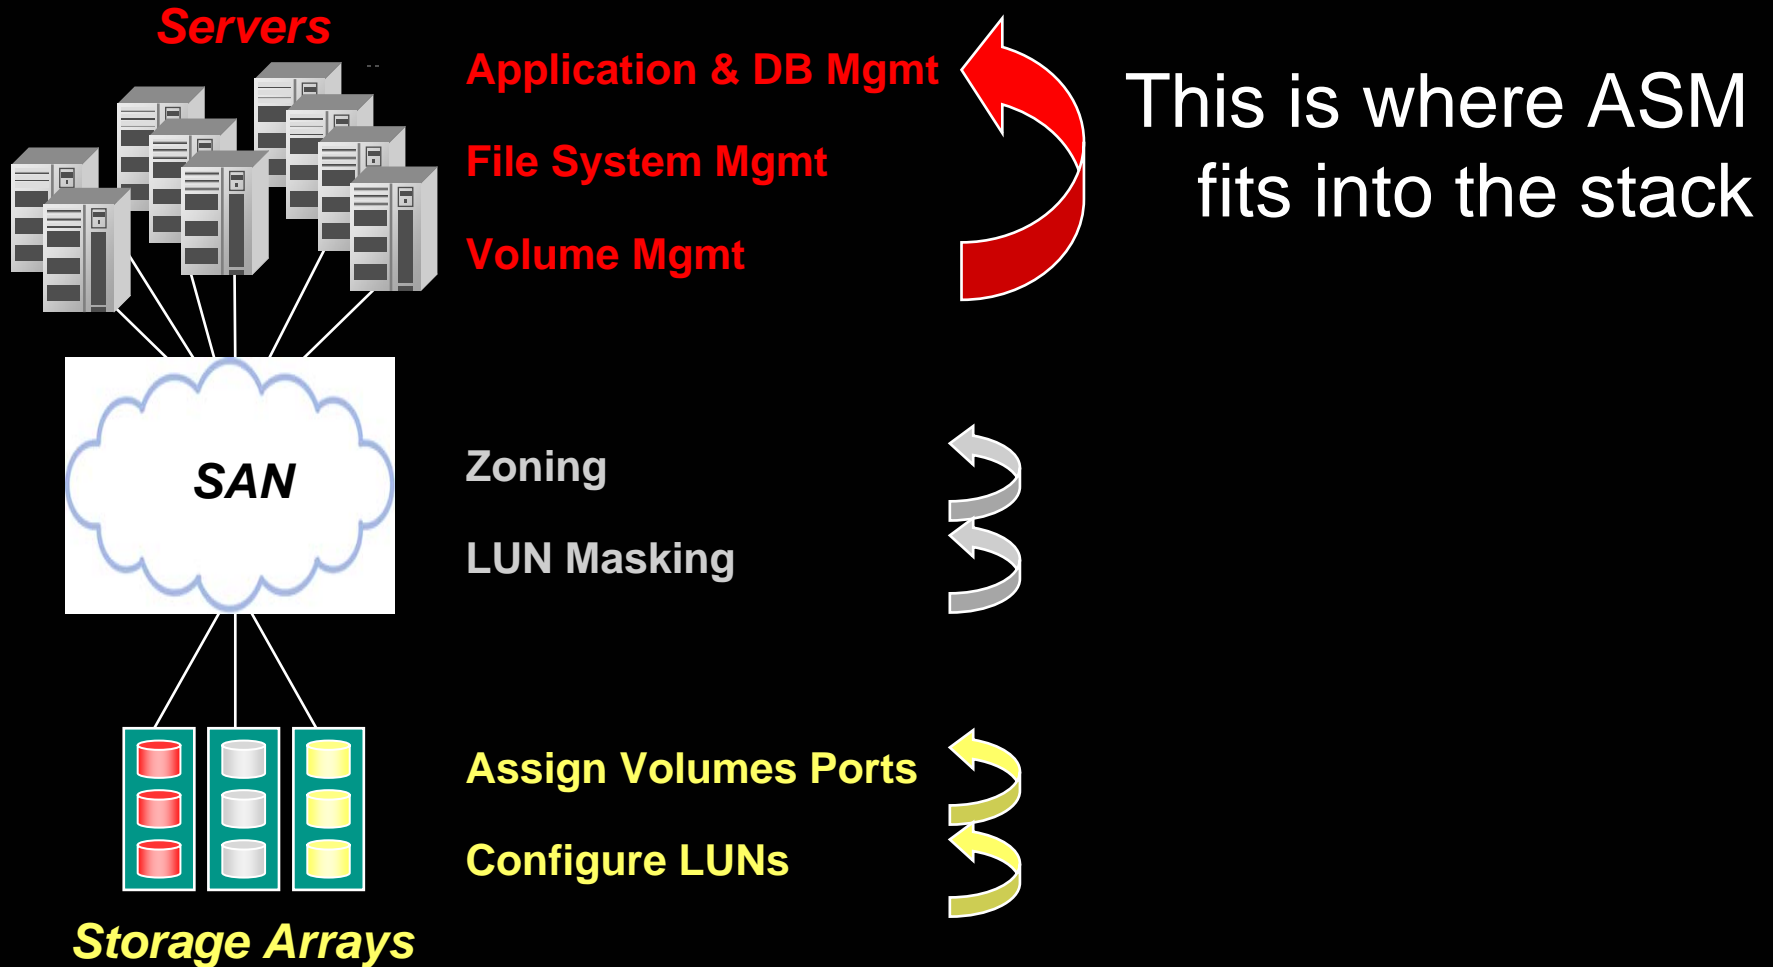 Servers
Application & DB Mgmt
File System Mgmt
Volume Mgmt
This is where ASM
fits into the stack
SAN
Zoning
LUN Masking
Assign Volumes Ports
Configure LUNs
Storage Arrays